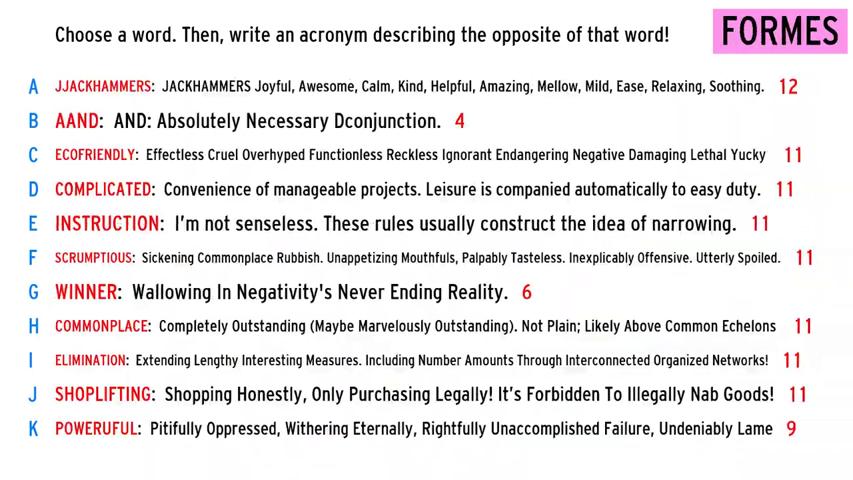 Choose a word. Then, write an acronym describing the opposite of that word!
FORMES
A JJACKHAMMERS: JACKHAMMERS Joyful, Awesome, Calm, Kind, Helpful, Amazing, Mellow, Mild, Ease, Relaxing, Soothing. 12
B AAND: AND: Absolutely Necessary Dconjunction. 4
C ECOFRIENDLY: Effectless Cruel Overhyped Functionless Reckless Ignorant Endangering Negative Damaging Lethal Yucky 11
D COMPLICATED: Convenience of manageable projects. Leisure is companied automatically to easy duty. 11
E INSTRUCTION: I'm not senseless. These rules usually construct the idea of narrowing. 11
F SCRUMPTIOUS: Sickening Commonplace Rubbish. Unappetizing Mouthfuls, Palpably Tasteless. Inexplicably Offensive. Utterly Spoiled. 11
G WINNER: Wallowing In Negativity's Never Ending Reality. 6
H COMMONPLACE: Completely Outstanding (Maybe Marvelously Outstanding). Not Plain; Likely Above Common Echelons 11
I ELIMINATION: Extending Lengthy Interesting Measures. Including Number Amounts Through Interconnected Organized Networks! 11
J SHOPLIFTING: Shopping Honestly, Only Purchasing Legally! It's Forbidden To Illegally Nab Goods! 11
K POWERUFUL: Pitifully Oppressed, Withering Eternally, Rightfully Unaccomplished Failure, Undeniably Lame 9